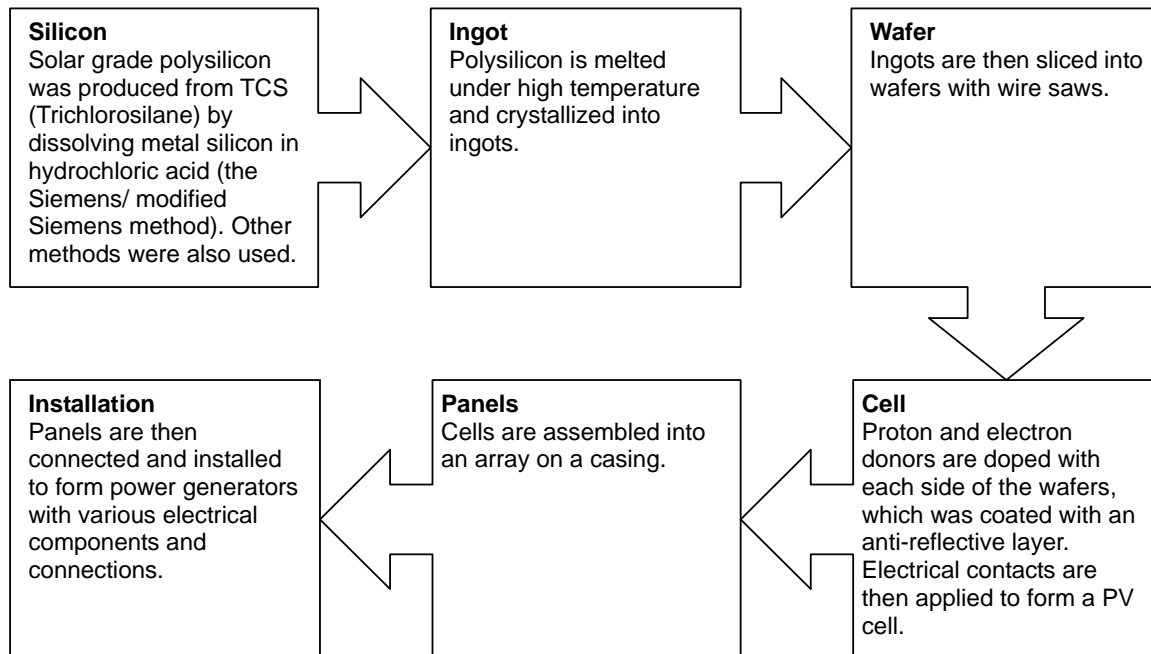 Silicon
Solar grade polysilicon
was produced from TCS
(Trichlorosilane) by
dissolving metal silicon in
hydrochloric acid (the
Siemens/ modified
Siemens method). Other
methods were also used.
Ingot
Polysilicon is melted
under high temperature
and crystallized into
ingots.
Wafer
Ingots are then sliced into
wafers with wire saws.
Cell
Proton and electron
donors are doped with
each side of the wafers,
which was coated with an
anti-reflective layer.
Electrical contacts are
then applied to form a PV
cell.
Panels
Cells are assembled into
an array on a casing.
Installation
Panels are then
connected and installed
to form power generators
with various electrical
components and
connections.